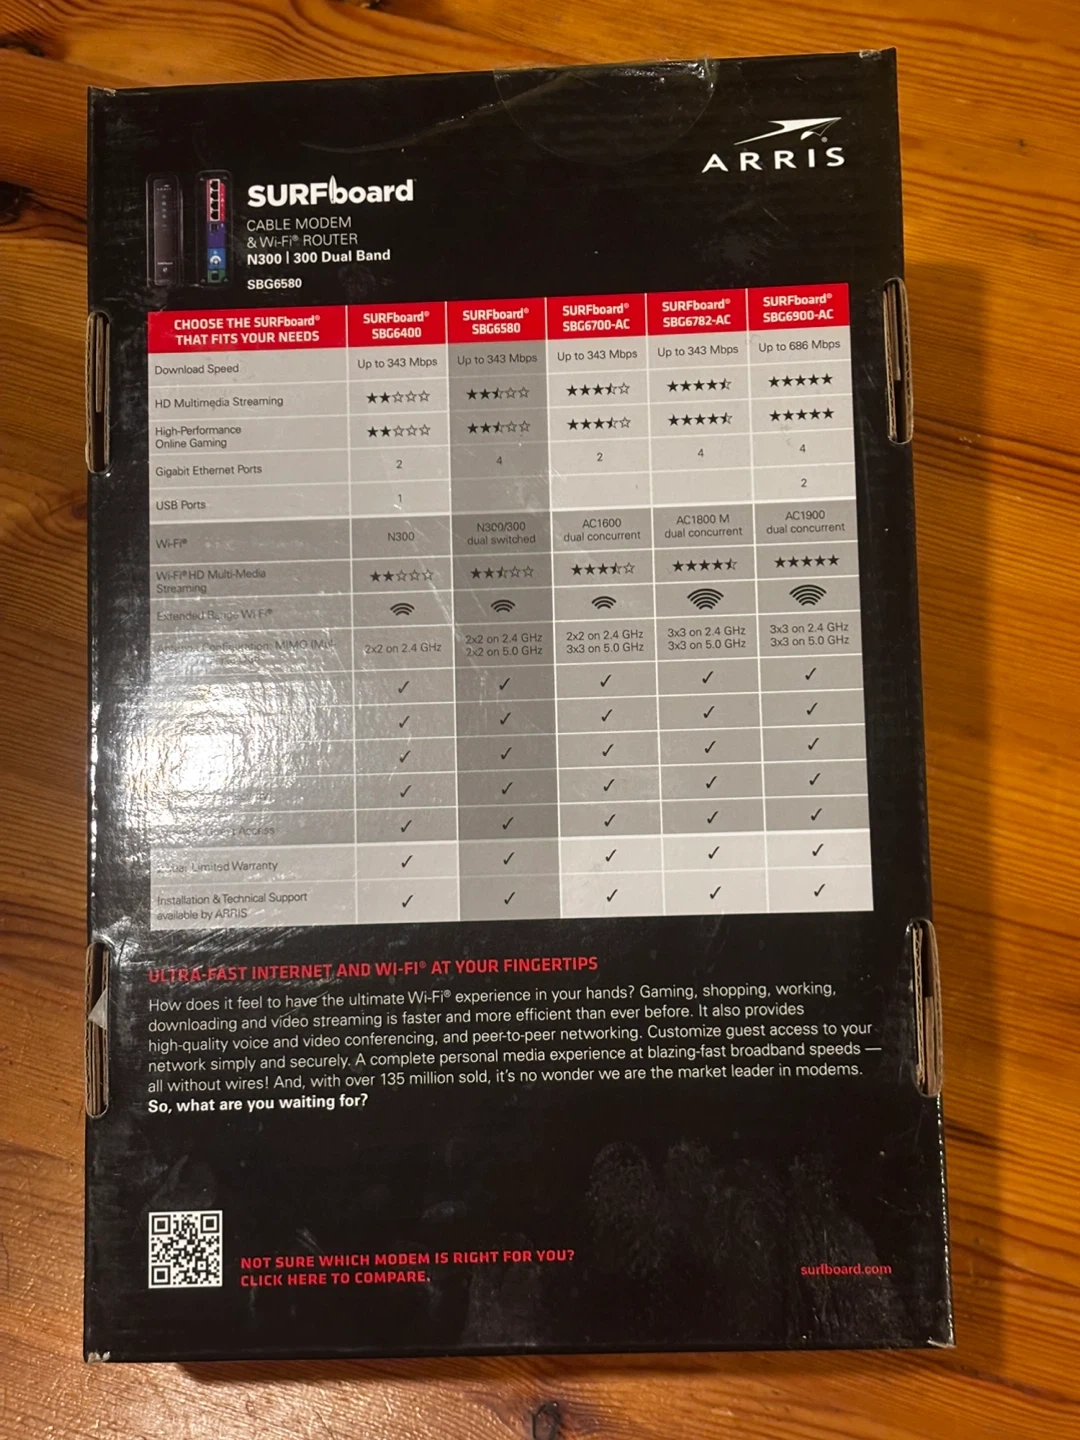 ARRIS
SURFboard
CABLE MODEM
& Wi-Fi® ROUTER
N300 | 300 Dual Band
SBG6580
CHOOSE THE SURFboard® THAT FITS YOUR NEEDS SURFboard® SBG6400 SURFboard® SBG6580 SURFboard® SBG6700-AC SURFboard® SBG6782-AC SURFboard® SBG6900-AC
Download Speed Up to 343 Mbps Up to 343 Mbps Up to 343 Mbps Up to 343 Mbps Up to 686 Mbps
HD Multimedia Streaming
High-Performance
Online Gaming
Gigabit Ethernet Ports 2 4 2 4 4
USB Ports 1 2
Wi-Fi® N300 N300/300 dual switched AC1600 dual concurrent AC1800 M dual concurrent AC1900 dual concurrent
Wi-Fi® HD Multi-Media
Streaming
Extended Range Wi-Fi®
Configuration: MIMO 2x2 on 2.4 GHz 2x2 on 2.4 GHz 2x2 on 5.0 GHz 2x2 on 2.4 GHz 3x3 on 5.0 GHz 3x3 on 2.4 GHz 3x3 on 5.0 GHz 3x3 on 2.4 GHz 3x3 on 5.0 GHz
✓ ✓ ✓ ✓ ✓
✓ ✓ ✓ ✓ ✓
✓ ✓ ✓ ✓ ✓
✓ ✓ ✓ ✓ ✓
Access ✓ ✓ ✓ ✓ ✓
Limited Warranty ✓ ✓ ✓ ✓ ✓
Installation & Technical Support
available by ARRIS ✓ ✓ ✓ ✓ ✓
ULTRA-FAST INTERNET AND WI-FI® AT YOUR FINGERTIPS
How does it feel to have the ultimate Wi-Fi® experience in your hands? Gaming, shopping, working,
downloading and video streaming is faster and more efficient than ever before. It also provides
high-quality voice and video conferencing, and peer-to-peer networking. Customize guest access to your
network simply and securely. A complete personal media experience at blazing-fast broadband speeds —
all without wires! And, with over 135 million sold, it's no wonder we are the market leader in modems.
So, what are you waiting for?
NOT SURE WHICH MODEM IS RIGHT FOR YOU?
CLICK HERE TO COMPARE.
surfboard.com